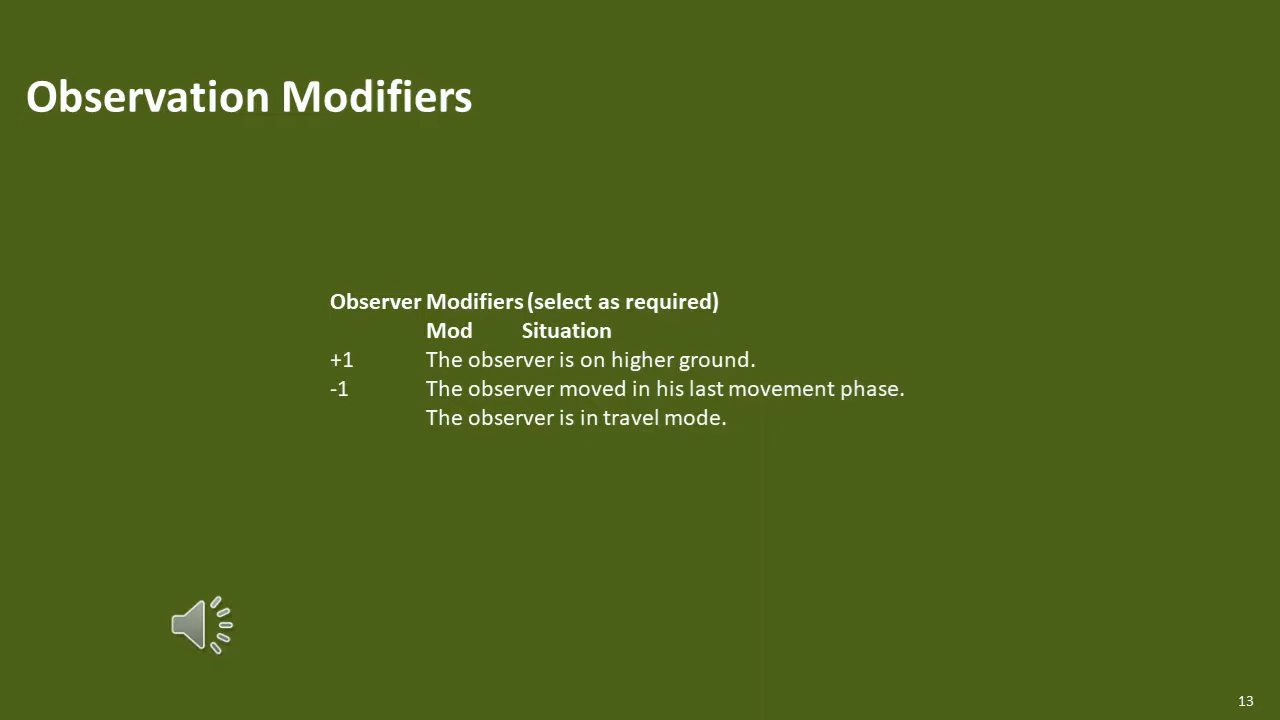 Observation Modifiers
Observer Modifiers (select as required)
Mod Situation
+1 The observer is on higher ground.
-1 The observer moved in his last movement phase.
The observer is in travel mode.
13